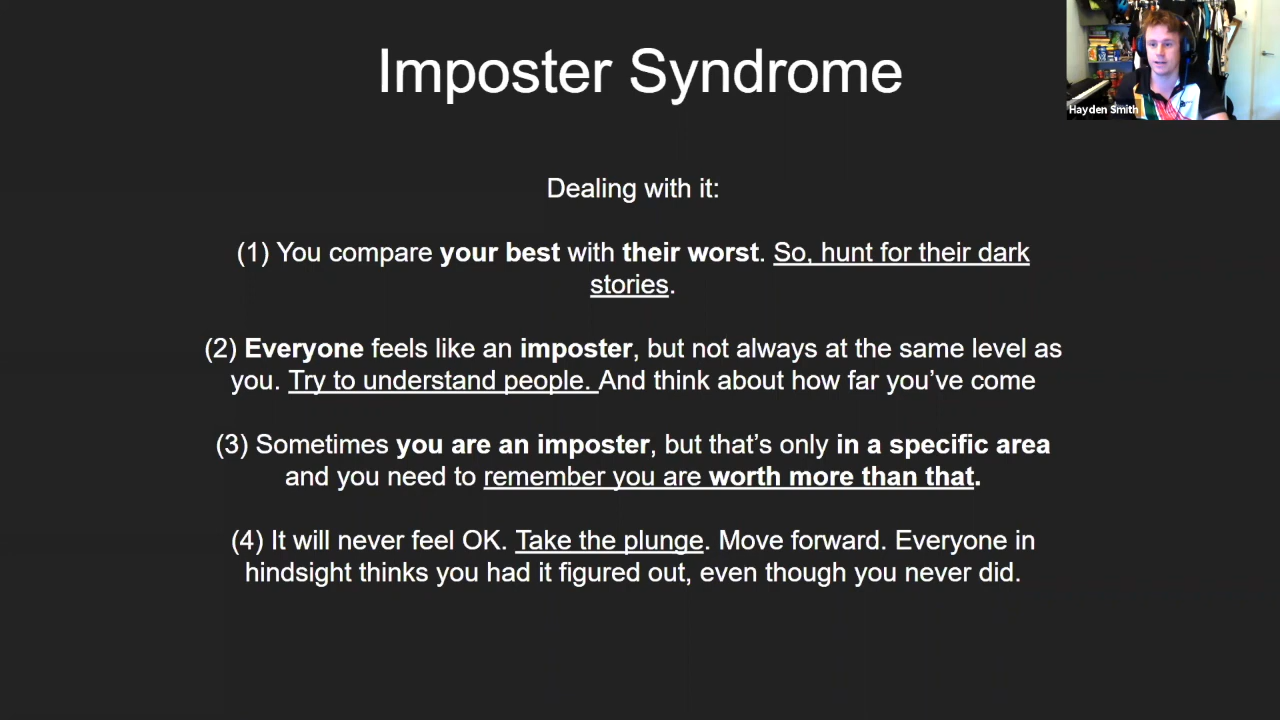 Imposter Syndrome
Hayden Smith
Dealing with it:
(1) You compare your best with their worst. So, hunt for their dark
stories.
(2) Everyone feels like an imposter, but not always at the same level as
you. Try to understand people. And think about how far you’ve come
(3) Sometimes you are an imposter, but that’s only in a specific area
and you need to remember you are worth more than that.
(4) It will never feel OK. Take the plunge. Move forward. Everyone in
hindsight thinks you had it figured out, even though you never did.